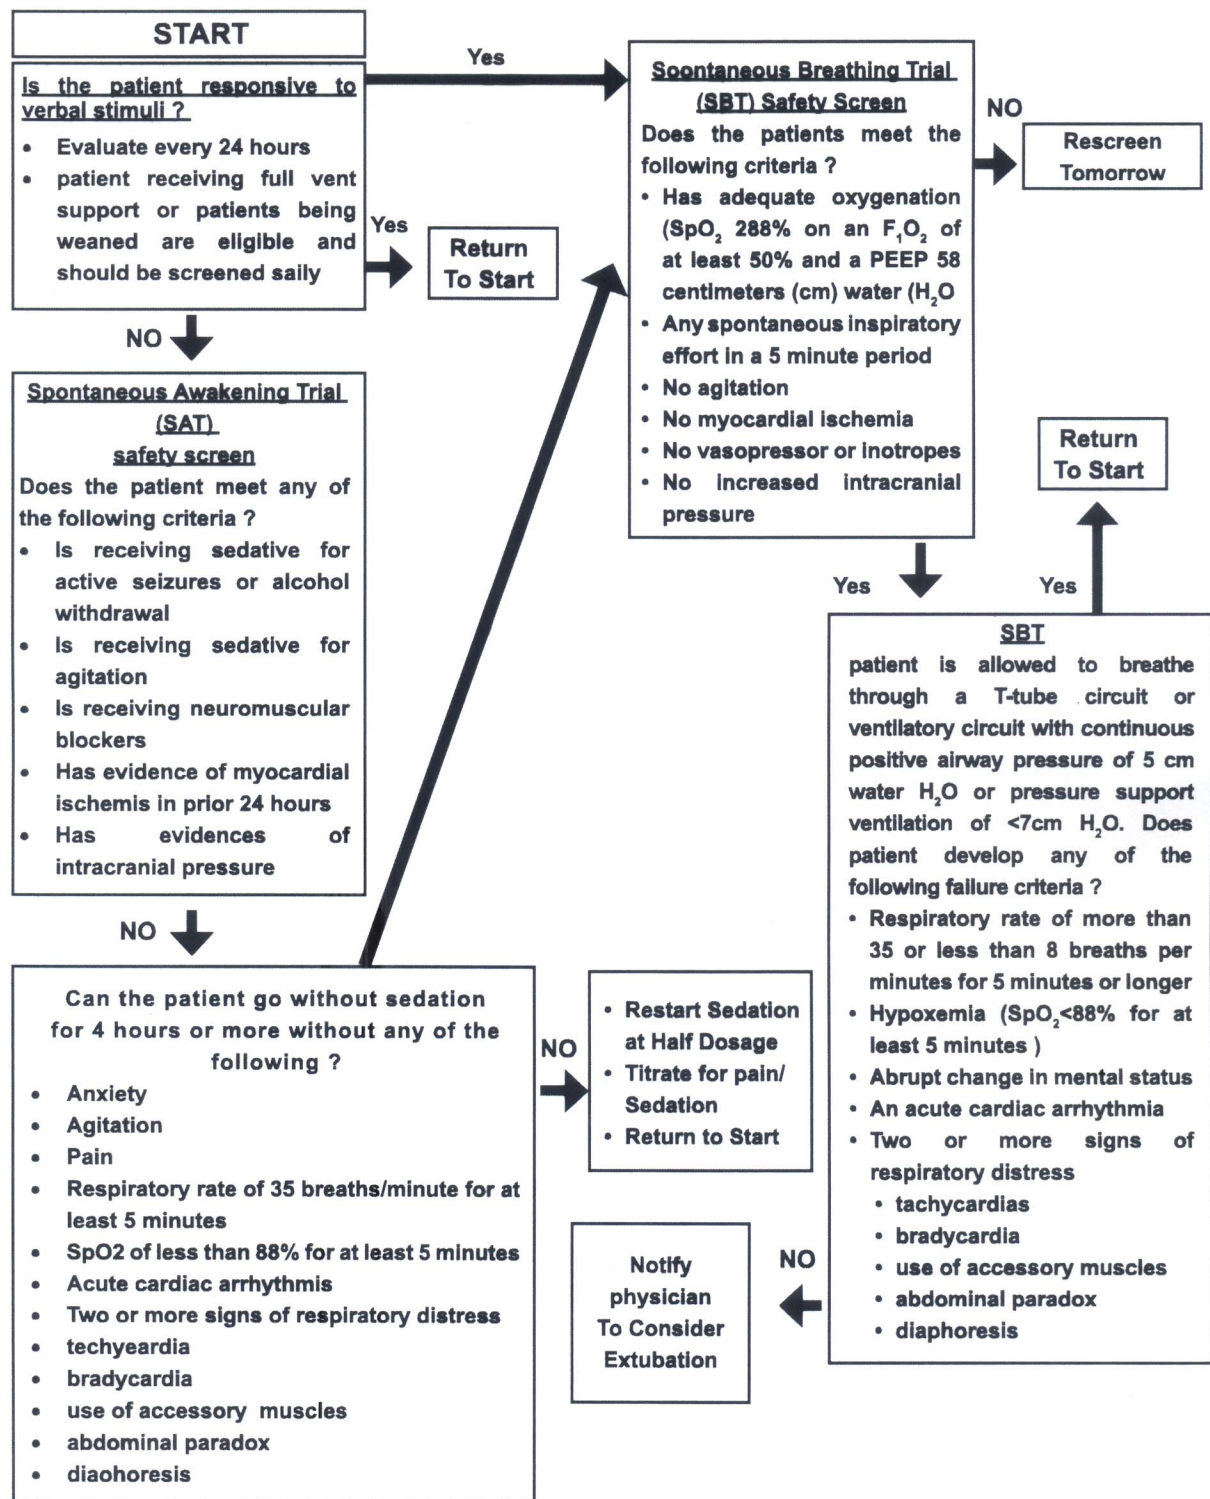 START
Is the patient responsive to
verbal stimuli ?
• Evaluate every 24 hours
• patient receiving full vent
support or patients being
weaned are eligible and
should be screened saily
Yes
Yes
Return
To Start
NO
Spontaneous Awakening Trial
(SAT)
safety screen
Does the patient meet any of
the following criteria ?
• Is receiving sedative for
active seizures or alcohol
withdrawal
• Is receiving sedative for
agitation
• Is receiving neuromuscular
blockers
• Has evidence of myocardial
ischemis in prior 24 hours
• Has evidences of
intracranial pressure
NO
Can the patient go without sedation
for 4 hours or more without any of the
following ?
• Anxiety
• Agitation
• Pain
• Respiratory rate of 35 breaths/minute for at
least 5 minutes
• SpO2 of less than 88% for at least 5 minutes
• Acute cardiac arrhythmis
• Two or more signs of respiratory distress
• techyeardia
• bradycardia
• use of accessory muscles
• abdominal paradox
• diaohoresis
NO
• Restart Sedation
at Half Dosage
• Titrate for pain/
Sedation
• Return to Start
Soontaneous Breathing Trial
(SBT) Safety Screen
Does the patients meet the
following criteria ?
• Has adequate oxygenation
(SpO₂ 288% on an F₁O₂ of
at least 50% and a PEEP 58
centimeters (cm) water (H₂O
• Any spontaneous inspiratory
effort in a 5 minute period
• No agitation
• No myocardial ischemia
• No vasopressor or inotropes
• No increased intracranial
pressure
NO
Rescreen
Tomorrow
Return
To Start
Yes
Yes
SBT
patient is allowed to breathe
through a T-tube circuit or
ventilatory circuit with continuous
positive airway pressure of 5 cm
water H₂O or pressure support
ventilation of <7cm H₂O. Does
patient develop any of the
following failure criteria ?
• Respiratory rate of more than
35 or less than 8 breaths per
minutes for 5 minutes or longer
• Hypoxemia (SpO₂<88% for at
least 5 minutes )
• Abrupt change in mental status
• An acute cardiac arrhythmia
• Two or more signs of
respiratory distress
• tachycardias
• bradycardia
• use of accessory muscles
• abdominal paradox
• diaphoresis
NO
Notify
physician
To Consider
Extubation